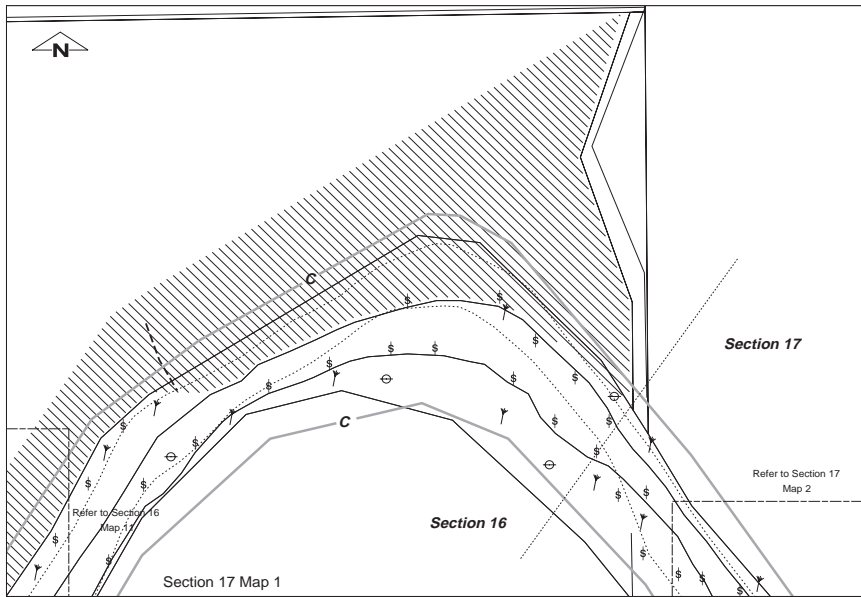 N
C
Section 17
C
Refer to Section 17
Map 2
Refer to Section 16
Map 11
Section 16
Section 17 Map 1